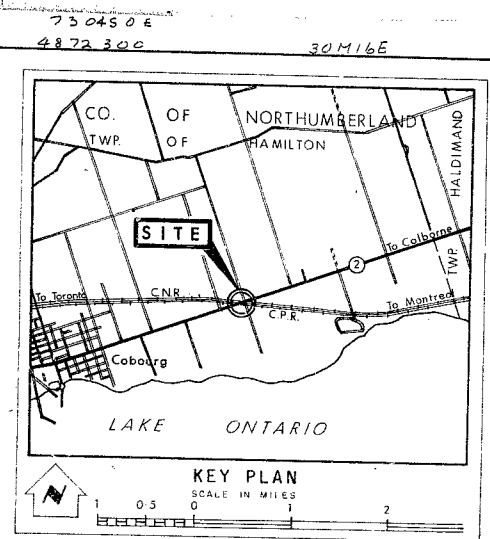 730450 E
4872300 30M16E
CO. OF NORTHUMBERLAND
TWP. OF HAMILTON
HALDIMAND
TWP.
SITE
To Colborne
2
To Toronto
C.N.R.
C.P.R.
To Montreal
Cobourg
LAKE ONTARIO
N
KEY PLAN
SCALE IN MILES
1 0·5 0 1 2